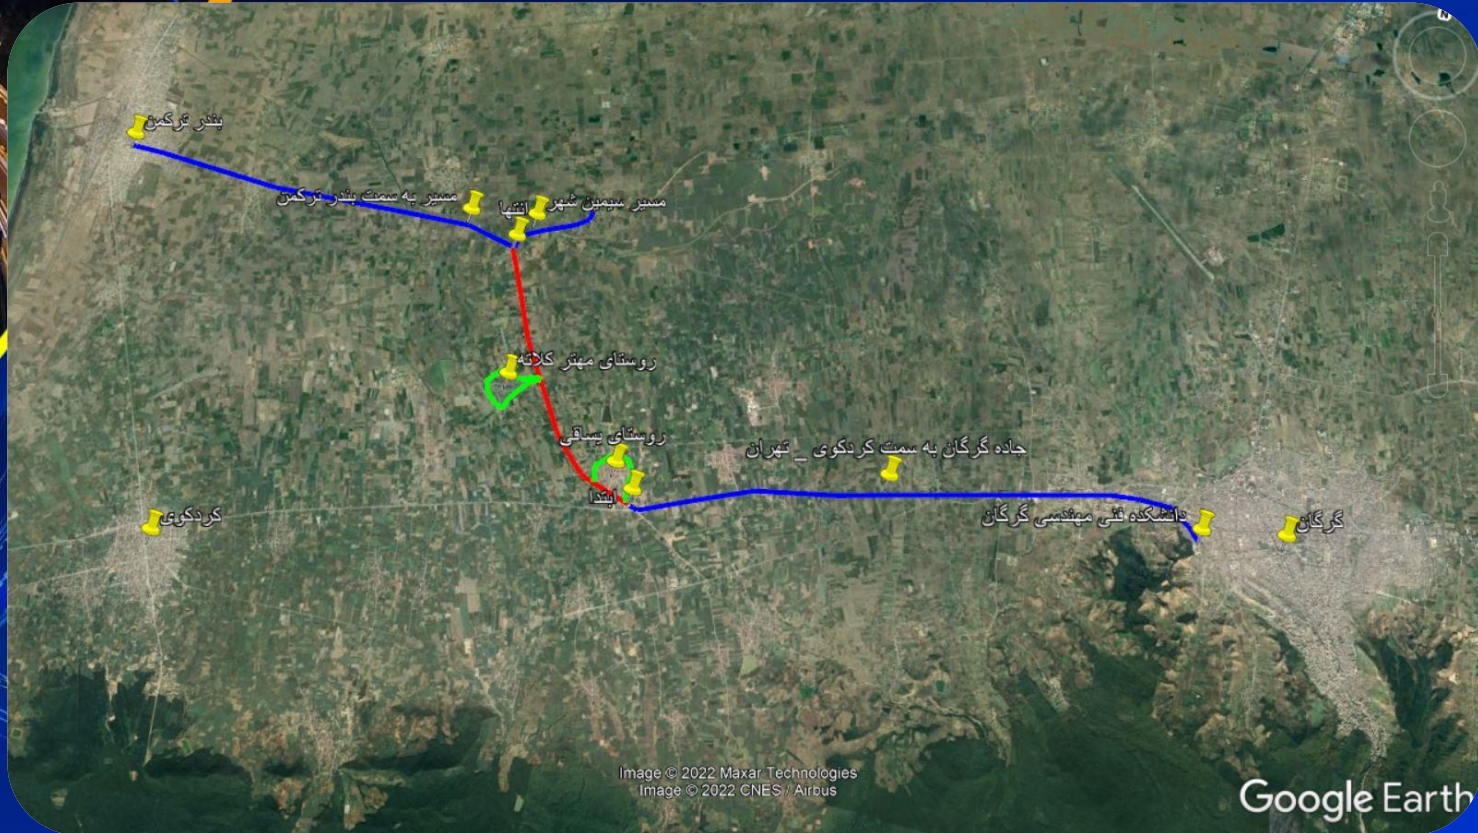 N
بندر ترکمن
مسیر به سمت بندر ترکمن
انتها
مسیر سیمین شهر
روستای مهتر کلاته
روستای یساقی
ابتدا
جاده گرگان به سمت کردکوی _ تهران
دانشکده فنی مهندسی گرگان
گرگان
کردکوی
Image © 2022 Maxar Technologies
Image © 2022 CNES / Airbus
Google Earth